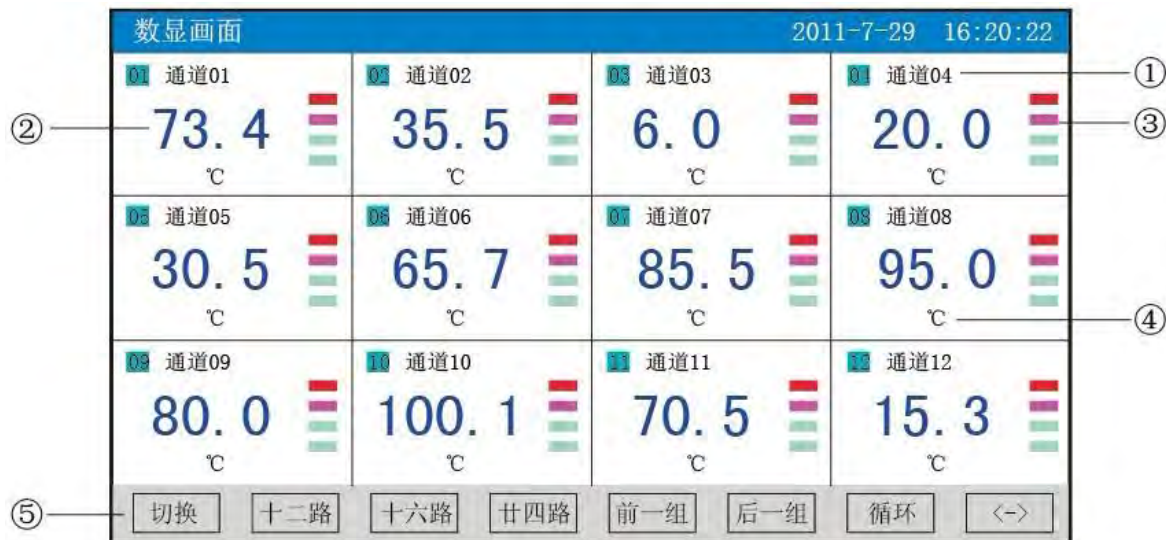 数显画面 2011-7-29 16:20:22
01 通道01 02 通道02 03 通道03 04 通道04 ①
② 73.4 35.5 6.0 20.0 ③
℃ ℃ ℃ ℃
05 通道05 06 通道06 07 通道07 08 通道08
30.5 65.7 85.5 95.0
℃ ℃ ℃ ℃ ④
09 通道09 10 通道10 11 通道11 12 通道12
80.0 100.1 70.5 15.3
℃ ℃ ℃ ℃
⑤ 切换 十二路 十六路 廿四路 前一组 后一组 循环 <->